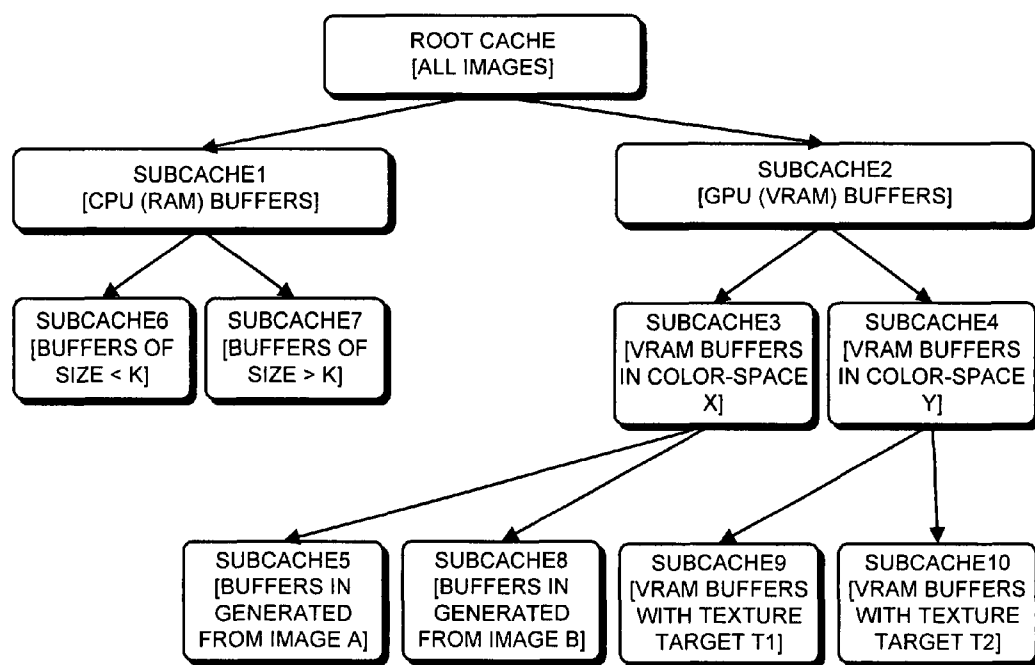 ROOT CACHE
[ALL IMAGES]
SUBCACHE1
[CPU (RAM) BUFFERS]
SUBCACHE2
[GPU (VRAM) BUFFERS]
SUBCACHE6
[BUFFERS OF
SIZE < K]
SUBCACHE7
[BUFFERS OF
SIZE > K]
SUBCACHE3
[VRAM BUFFERS
IN COLOR-SPACE
X]
SUBCACHE4
[VRAM BUFFERS
IN COLOR-SPACE
Y]
SUBCACHE5
[BUFFERS IN
GENERATED
FROM IMAGE A]
SUBCACHE8
[BUFFERS IN
GENERATED
FROM IMAGE B]
SUBCACHE9
[VRAM BUFFERS
WITH TEXTURE
TARGET T1]
SUBCACHE10
[VRAM BUFFERS
WITH TEXTURE
TARGET T2]